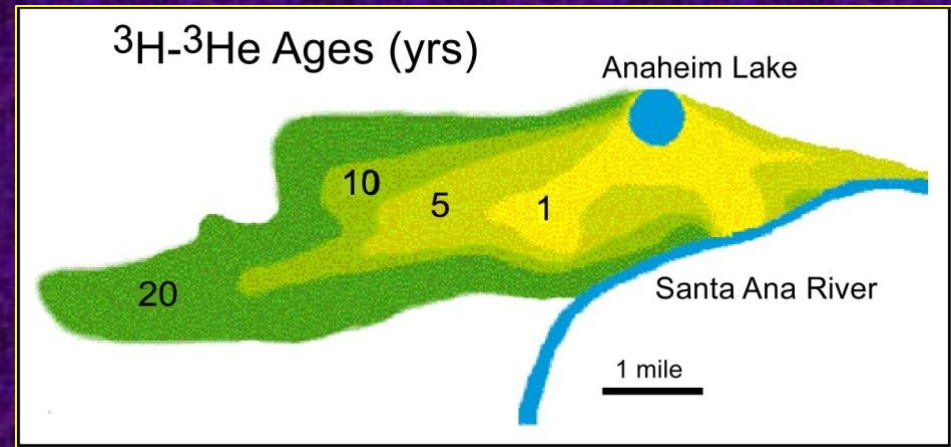 ³H-³He Ages (yrs)
Anaheim Lake
10
5
1
20
Santa Ana River
1 mile